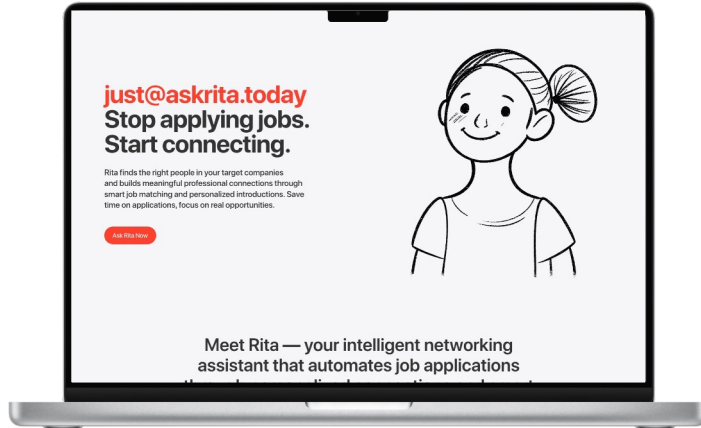 just@askrita.today
Stop applying jobs.
Start connecting.
Rita finds the right people in your target companies
and builds meaningful professional connections through
smart job matching and personalized introductions. Save
time on applications, focus on real opportunities.
Ask Rita Now
Meet Rita — your intelligent networking
assistant that automates job applications